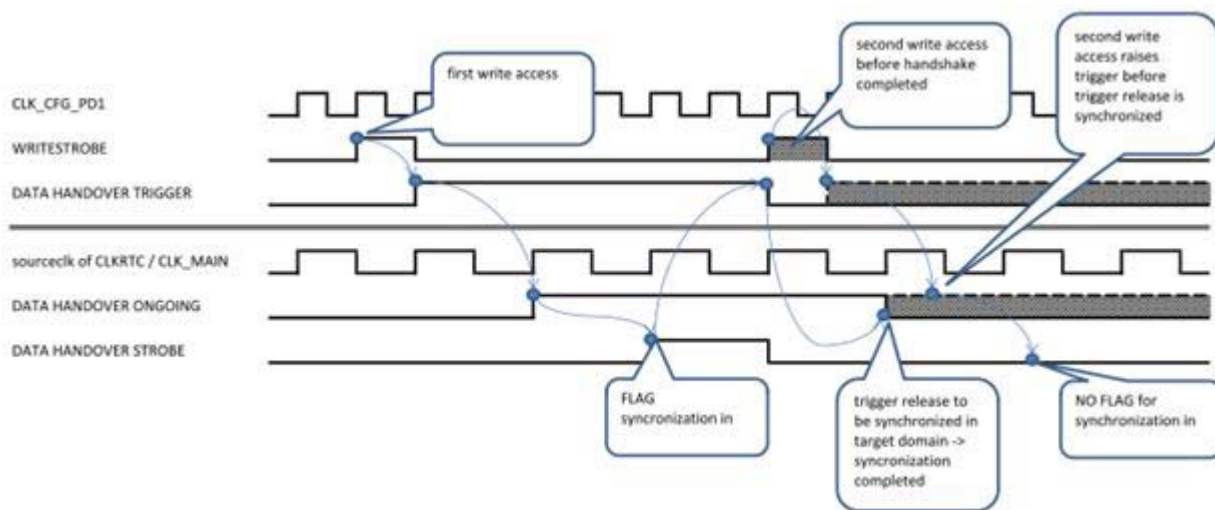 first write access
second write access
before handshake
completed
second write
access raises
trigger before
trigger release is
synchronized
CLK_CFG_PD1
WRITESTROBE
DATA HANDOVER TRIGGER
sourceclk of CLKRTC / CLK_MAIN
DATA HANDOVER ONGOING
DATA HANDOVER STROBE
FLAG
syncronization in
trigger release to
be synchronized in
target domain ->
syncronization
completed
NO FLAG for
synchronization in